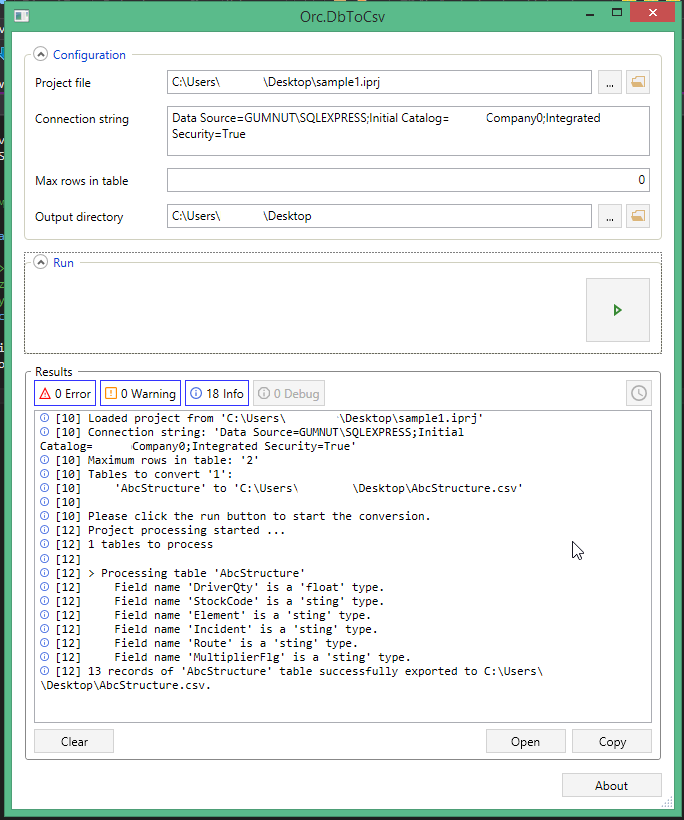 Orc.DbToCsv
Configuration
Project file
C:\Users\ \Desktop\sample1.iprj
...
Connection string
Data Source=GUMNUT\SQLEXPRESS;Initial Catalog= Company0;Integrated
Security=True
Max rows in table
0
Output directory
C:\Users\ \Desktop
...
Run
Results
0 Error
0 Warning
18 Info
0 Debug
[10] Loaded project from 'C:\Users\ \Desktop\sample1.iprj'
[10] Connection string: 'Data Source=GUMNUT\SQLEXPRESS;Initial
Catalog= Company0;Integrated Security=True'
[10] Maximum rows in table: '2'
[10] Tables to convert '1':
[10] 'AbcStructure' to 'C:\Users\ \Desktop\AbcStructure.csv'
[10]
[10] Please click the run button to start the conversion.
[12] Project processing started ...
[12] 1 tables to process
[12]
[12] > Processing table 'AbcStructure'
[12] Field name 'DriverQty' is a 'float' type.
[12] Field name 'StockCode' is a 'sting' type.
[12] Field name 'Element' is a 'sting' type.
[12] Field name 'Incident' is a 'sting' type.
[12] Field name 'Route' is a 'sting' type.
[12] Field name 'MultiplierFlg' is a 'sting' type.
[12] 13 records of 'AbcStructure' table successfully exported to C:\Users\
\Desktop\AbcStructure.csv.
Clear
Open
Copy
About